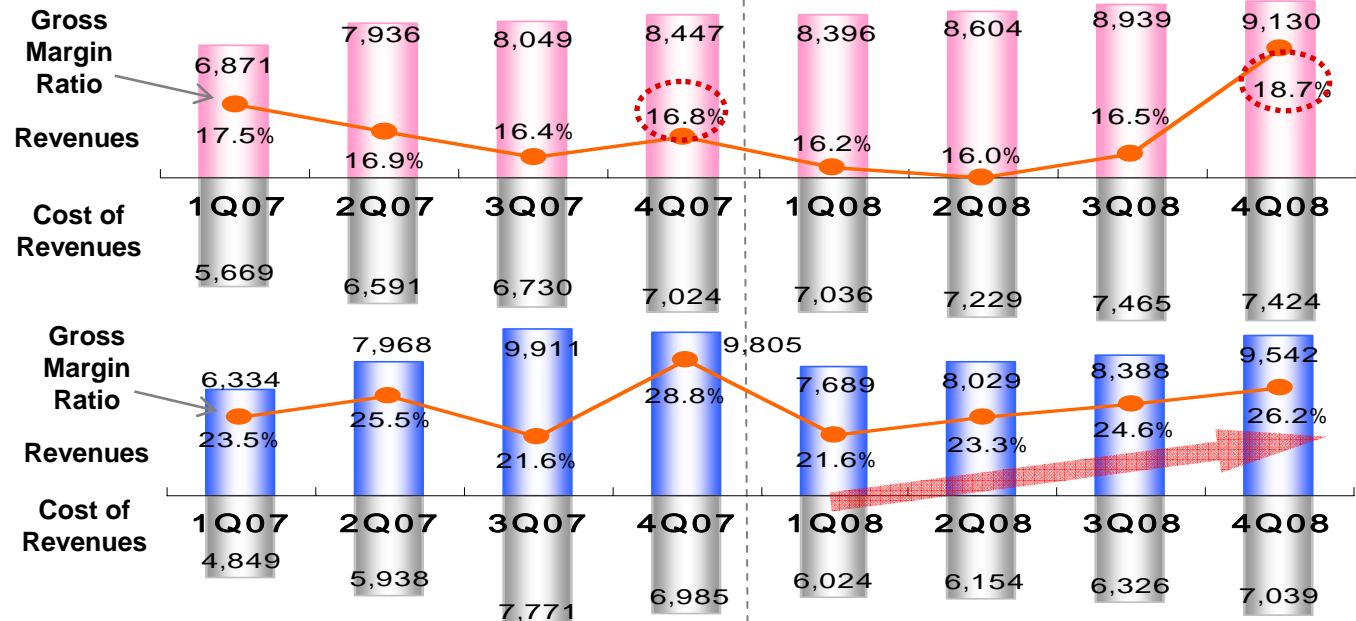 Gross
Margin
Ratio
Revenues
Cost of
Revenues
6,871 7,936 8,049 8,447 8,396 8,604 8,939 9,130
17.5% 16.9% 16.4% 16.8% 16.2% 16.0% 16.5% 18.7%
1Q07 2Q07 3Q07 4Q07 1Q08 2Q08 3Q08 4Q08
5,669 6,591 6,730 7,024 7,036 7,229 7,465 7,424
Gross
Margin
Ratio
Revenues
Cost of
Revenues
6,334 7,968 9,911 9,805 7,689 8,029 8,388 9,542
23.5% 25.5% 21.6% 28.8% 21.6% 23.3% 24.6% 26.2%
1Q07 2Q07 3Q07 4Q07 1Q08 2Q08 3Q08 4Q08
4,849 5,938 7,771 6,985 6,024 6,154 6,326 7,039